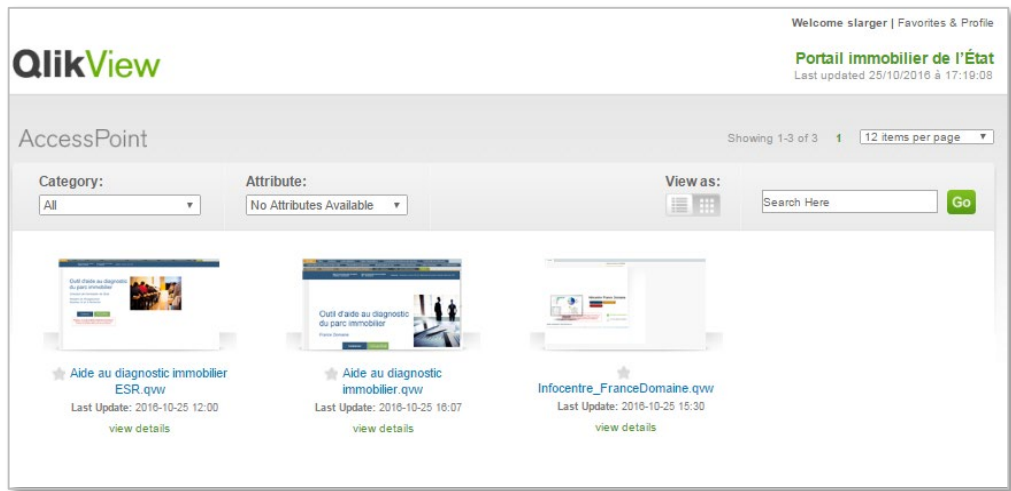 Welcome slarger | Favorites & Profile
QlikView
Portail immobilier de l'État
Last updated 25/10/2016 à 17:19:08
AccessPoint
Showing 1-3 of 3 1 12 items per page
Category:
Attribute:
View as:
All
No Attributes Available
Search Here
Go
Outil d'aide au diagnostic
du parc immobilier
Outil d'aide au diagnostic
du parc immobilier
France Domaine
Aide au diagnostic immobilier
ESR.qvw
Last Update: 2016-10-25 12:00
view details
Aide au diagnostic
immobilier.qvw
Last Update: 2016-10-25 16:07
view details
Infocentre_FranceDomaine.qvw
Last Update: 2016-10-25 15:30
view details